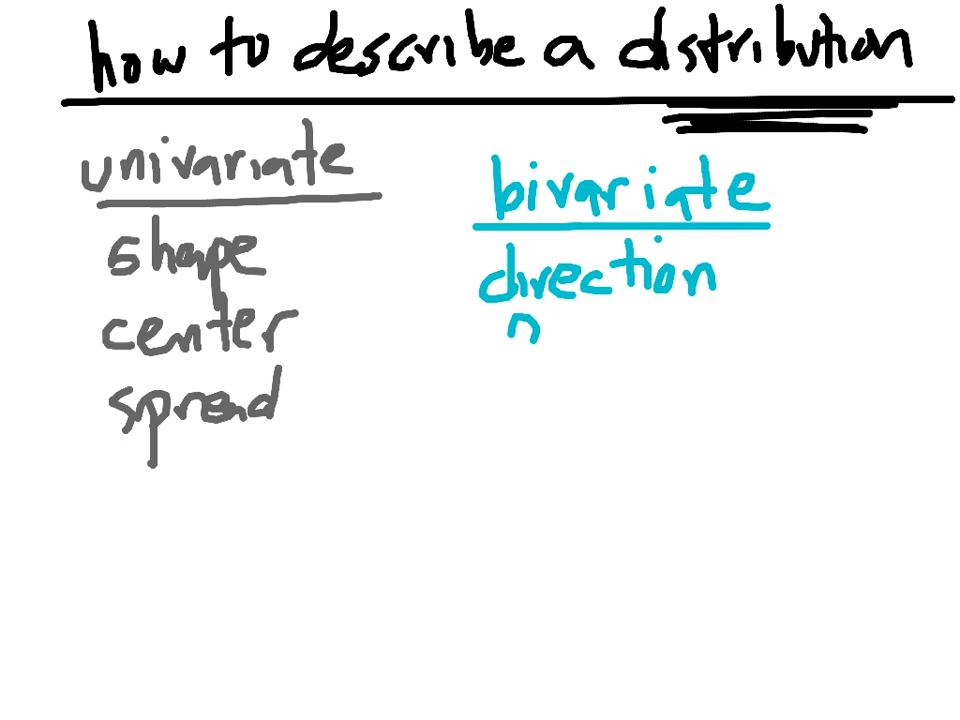 how to describe a distribution
univariate
shape
center
spread
bivariate
direction